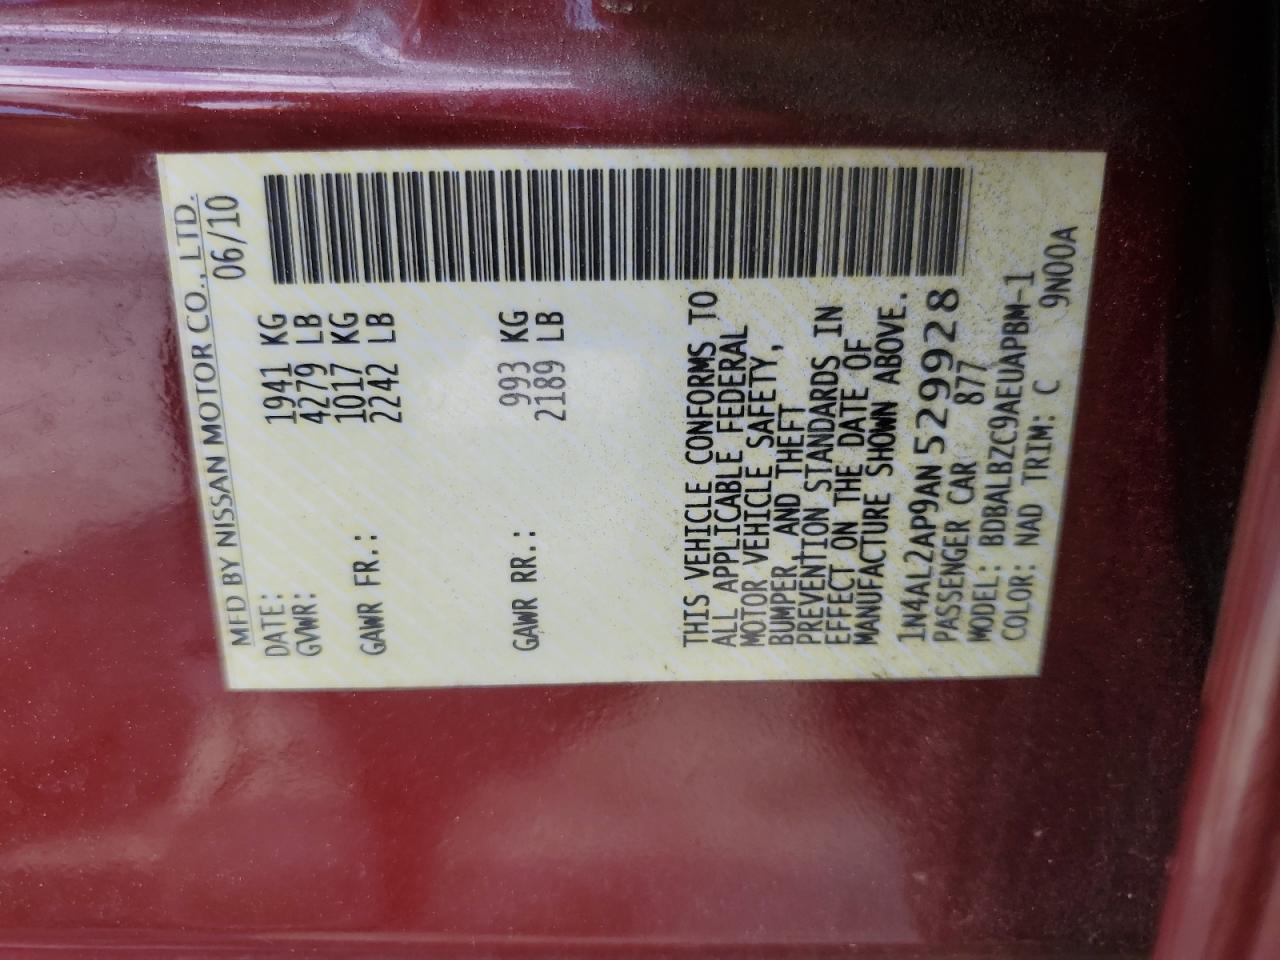 MFD BY NISSAN MOTOR CO., LTD.
DATE: 06/10
GVWR: 1941 KG
4279 LB
GAWR FR.: 1017 KG
2242 LB
GAWR RR.: 993 KG
2189 LB
THIS VEHICLE CONFORMS TO
ALL APPLICABLE FEDERAL
MOTOR VEHICLE SAFETY,
BUMPER AND THEFT
PREVENTION STANDARDS IN
EFFECT ON THE DATE OF
MANUFACTURE SHOWN ABOVE.
1N4AL2AP9AN529928
PASSENGER CAR 877
MODEL: BDBALBZC9AEUAPBM-1
COLOR: NAD TRIM: C 9N00A